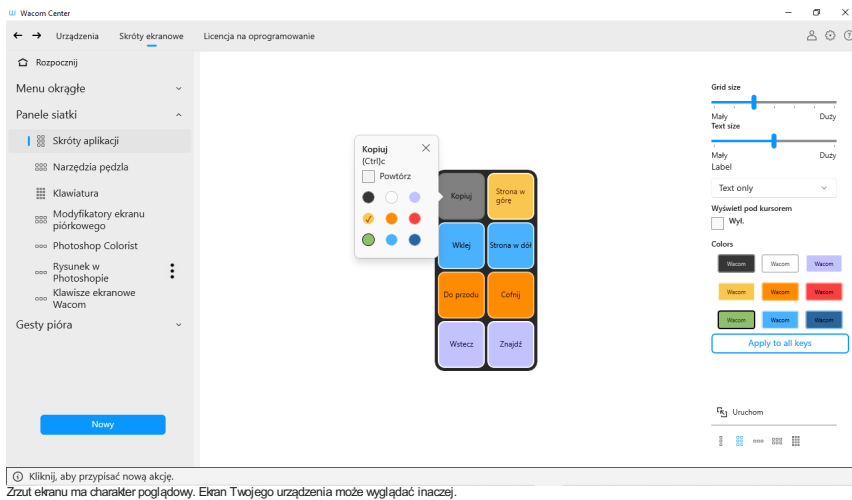 Wacom Center
Urządzenia Skróty ekranowe Licencja na oprogramowanie
Rozpocznij
Menu okrągłe
Panele siatki
Skróty aplikacji
Narzędzia pędzla
Klawiatura
Modyfikatory ekranu
piórkowego
Photoshop Colorist
Rysunek w
Photoshopie
Klawisze ekranowe
Wacom
Gesty pióra
Nowy
Kopiuj
(Ctrl)c
Powtórz
Kopiuj
Strona w
górę
Wklej
Strona w dół
Do przodu
Cofnij
Wstecz
Znajdź
Grid size
Mały Duży
Text size
Mały Duży
Label
Text only
Wyświetl pod kursorem
Wył.
Colors
Wacom Wacom Wacom
Wacom Wacom Wacom
Wacom Wacom Wacom
Apply to all keys
Uruchom
Kliknij, aby przypisać nową akcję.
Zrzut ekranu ma charakter poglądowy. Ekran Twojego urządzenia może wyglądać inaczej.